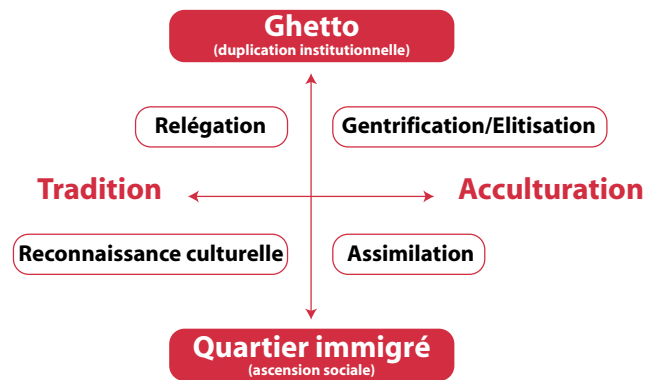 Ghetto
(duplication institutionnelle)
Relégation
Gentrification/Elitisation
Tradition
Acculturation
Reconnaissance culturelle
Assimilation
Quartier immigré
(ascension sociale)